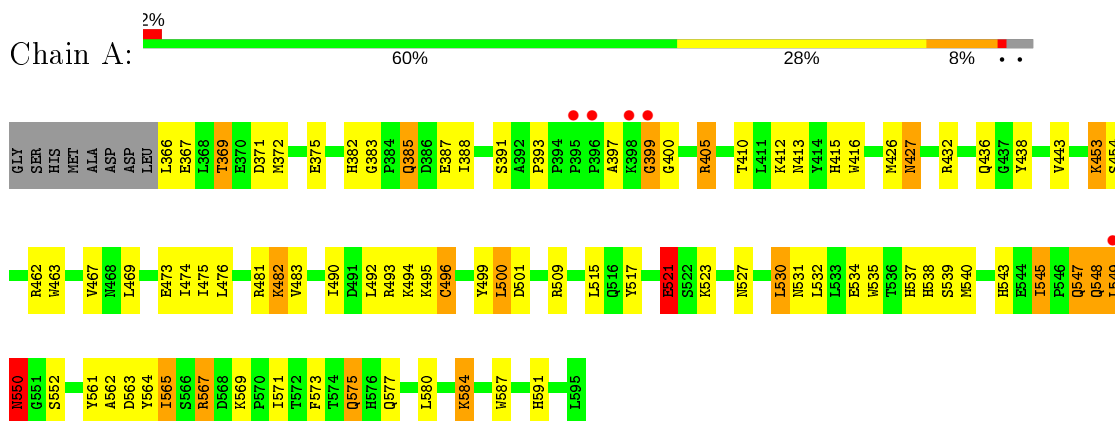 2%
Chain A:
60% 28% 8% • •
GLY SER HIS MET ALA ASP ASP LEU L366 E367 L368 T369 E370 D371 M372 E375 H382 G383 P384 Q385 D386 E387 I388 S391 A392 P393 P394 P395 P396 A397 K398 G399 G400 R405 T410 L411 K412 N413 Y414 H415 W416 M426 N427 R432 Q436 G437 Y438 V443 K453 S454
R462 W463 V467 N468 L469 E473 I474 I475 L476 R481 K482 V483 I490 D491 L492 R493 K494 K495 C496 Y499 L500 D501 R509 L515 Q516 Y517 E521 S522 K523 N527 L530 N531 L532 L533 E534 W535 T536 H537 H538 S539 M540 H543 E544 I545 P546 Q547 Q548 L549
N550 G551 S552 Y561 A562 D563 Y564 I565 S566 R567 D568 K569 P570 I571 T572 F573 T574 Q575 H576 Q577 L580 K584 W587 H591 L595